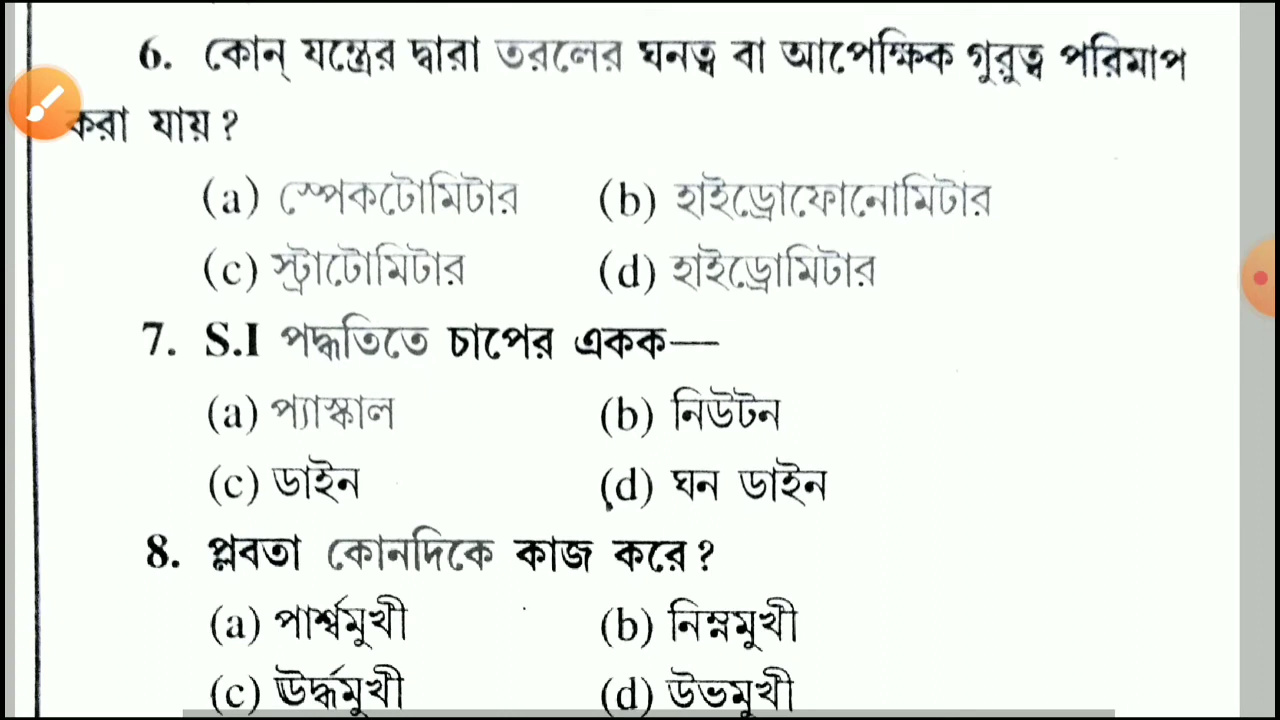 6. কোন্ যন্ত্রের দ্বারা তরলের ঘনত্ব বা আপেক্ষিক গুরুত্ব পরিমাপ
করা যায়?
(a) স্পেকটোমিটার (b) হাইড্রোফোনোমিটার
(c) স্ট্রাটোমিটার (d) হাইড্রোমিটার
7. S.I পদ্ধতিতে চাপের একক—
(a) প্যাস্কাল (b) নিউটন
(c) ডাইন (d) ঘন ডাইন
8. প্লবতা কোনদিকে কাজ করে?
(a) পার্শ্বমুখী (b) নিম্নমুখী
(c) ঊর্দ্ধমুখী (d) উভমুখী